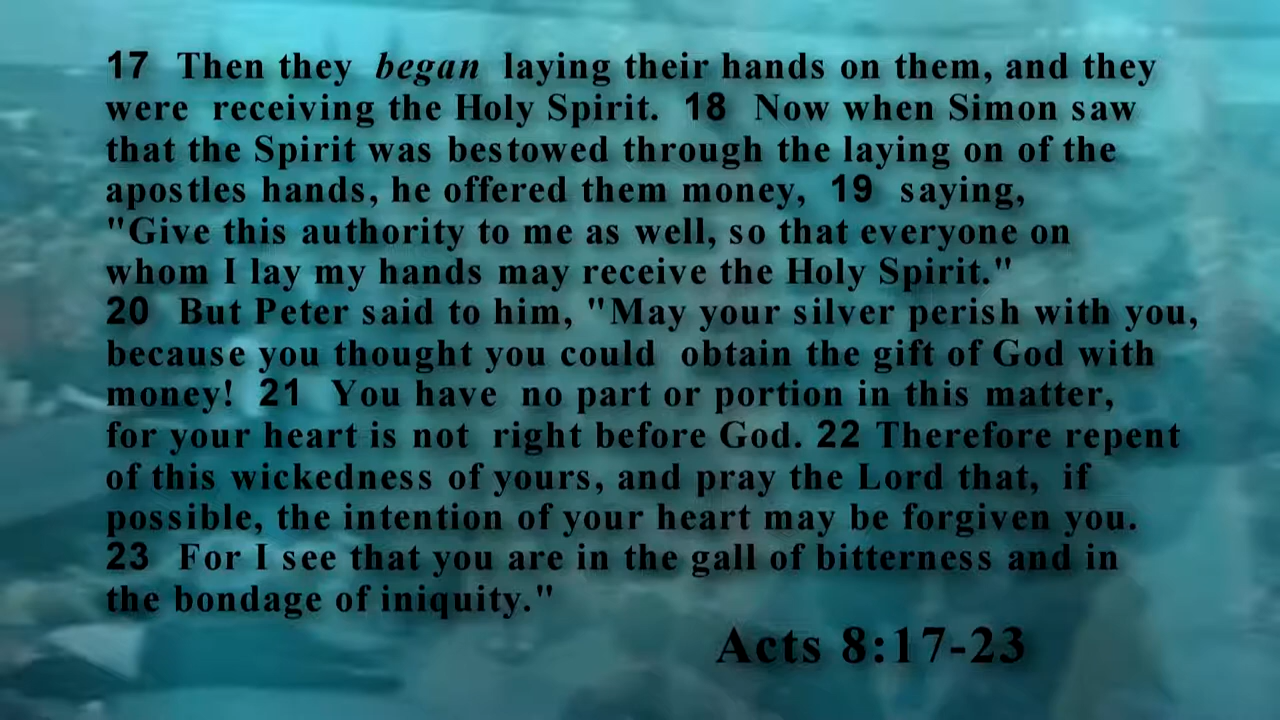 17 Then they began laying their hands on them, and they
were receiving the Holy Spirit. 18 Now when Simon saw
that the Spirit was bestowed through the laying on of the
apostles hands, he offered them money, 19 saying,
"Give this authority to me as well, so that everyone on
whom I lay my hands may receive the Holy Spirit."
20 But Peter said to him, "May your silver perish with you,
because you thought you could obtain the gift of God with
money! 21 You have no part or portion in this matter,
for your heart is not right before God. 22 Therefore repent
of this wickedness of yours, and pray the Lord that, if
possible, the intention of your heart may be forgiven you.
23 For I see that you are in the gall of bitterness and in
the bondage of iniquity."
Acts 8:17-23